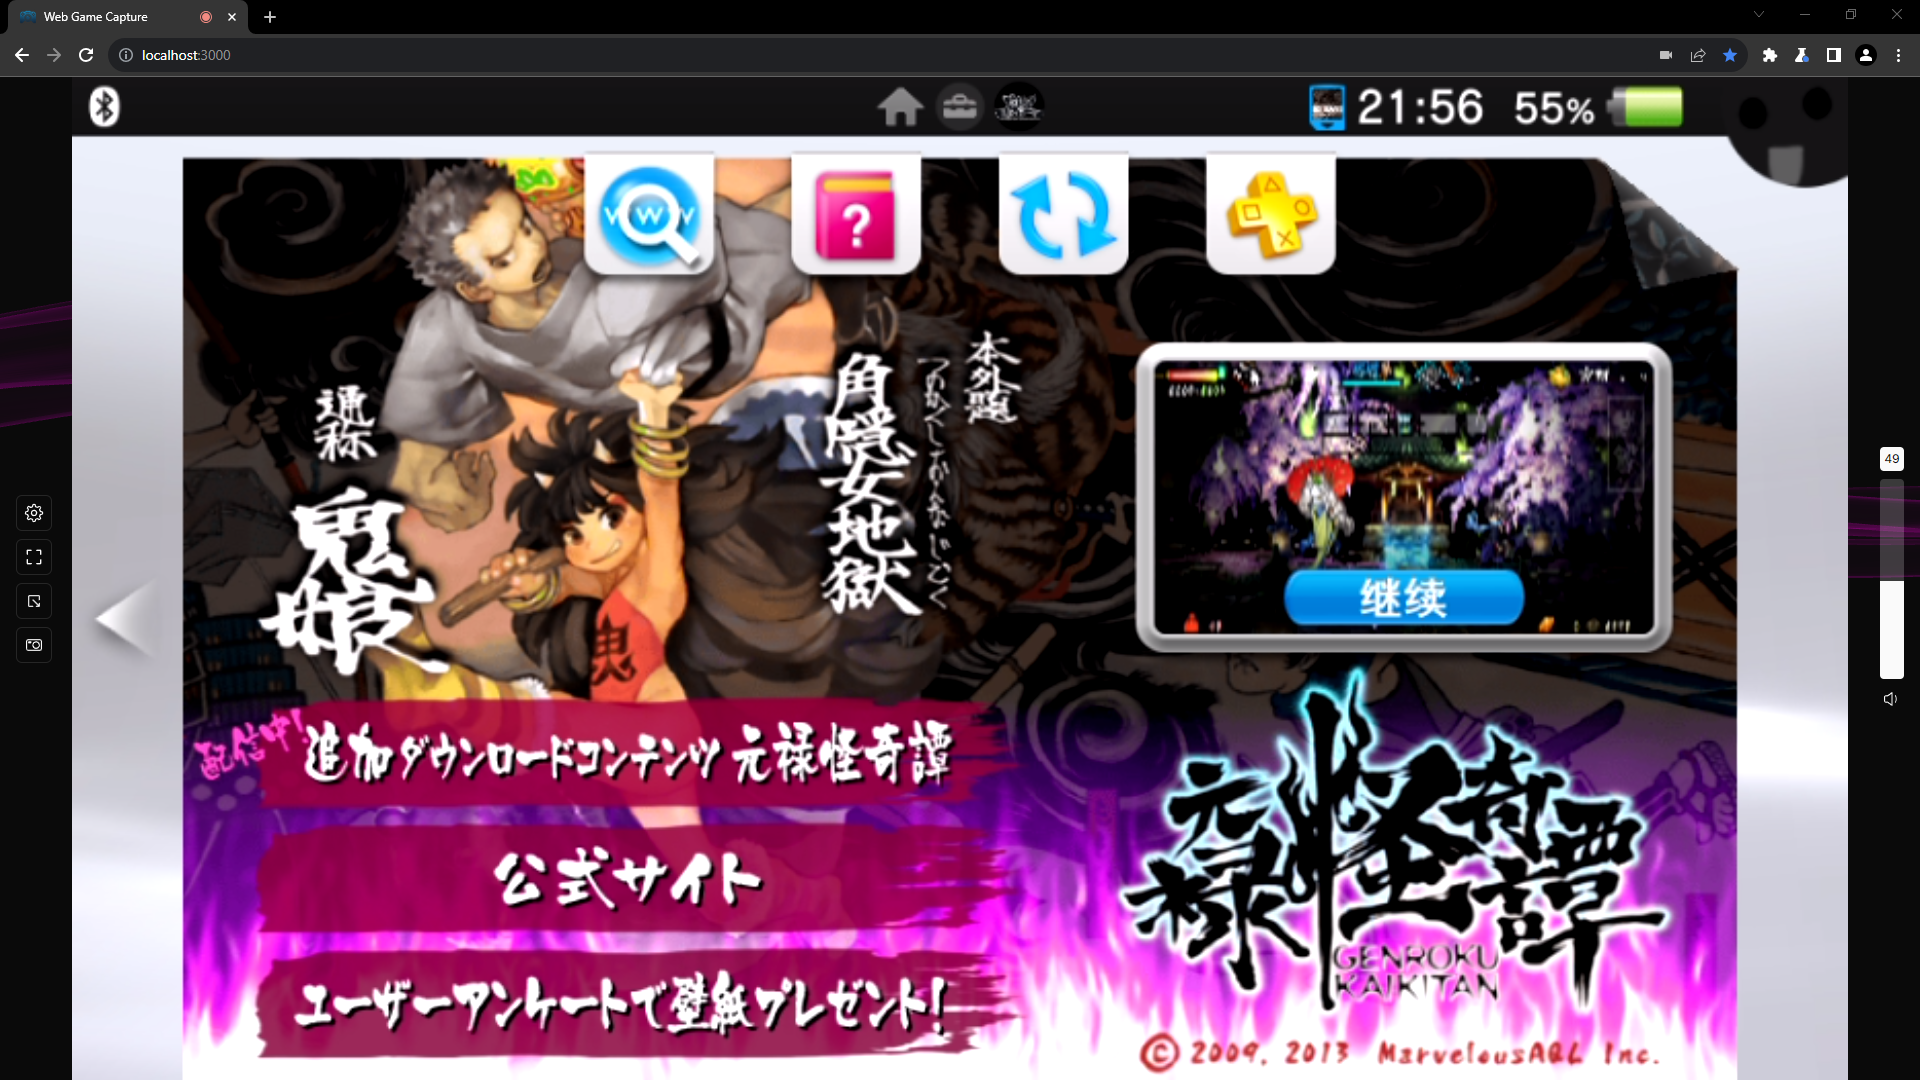 Web Game Capture
localhost:3000
21:56 55%
WWW
?
本外題
つのかくしおんなじごく
角隠女地獄
通称
鬼娘
鬼
継续
配信中!
追加ダウンロードコンテンツ 元禄怪奇譚
公式サイト
ユーザーアンケートで壁紙プレゼント!
元禄怪奇譚
GENROKU
KAIKITAN
© 2009, 2013 MarvelousAQL Inc.
49